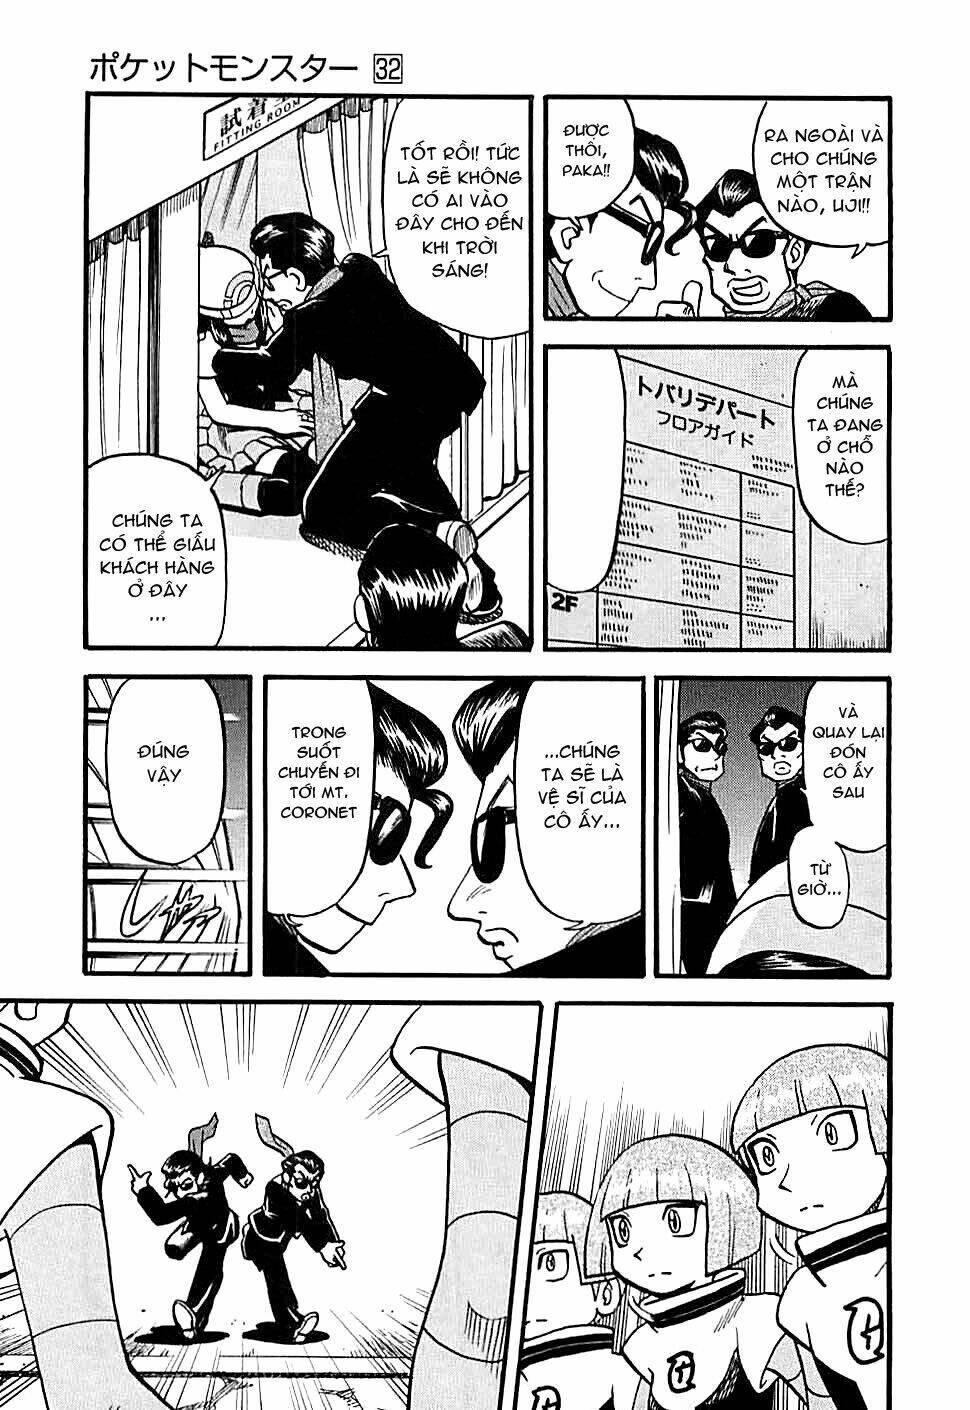 ポケットモンスター 32
RA NGOÀI VÀ
CHO CHÚNG
MỘT TRẬN
NÀO, UJI!!
ĐƯỢC
THÔI,
PAKA!!
MÀ
CHÚNG
TA ĐANG
Ở CHỖ
NÀO
THẾ?
トバリデパート
フロアガイド
2F
試着
FITTING ROOM
TỐT RỒI! TỨC
LÀ SẼ KHÔNG
CÓ AI VÀO
ĐÂY CHO ĐẾN
KHI TRỜI
SÁNG!
CHÚNG TA
CÓ THỂ GIẤU
KHÁCH HÀNG
Ở ĐÂY
...
VÀ
QUAY LẠI
ĐÓN
CÔ ẤY
SAU
TỪ
GIỜ...
...CHÚNG
TA SẼ LÀ
VỆ SĨ CỦA
CÔ ẤY...
TRONG
SUỐT
CHUYẾN ĐI
TỚI MT.
CORONET
ĐÚNG
VẬY